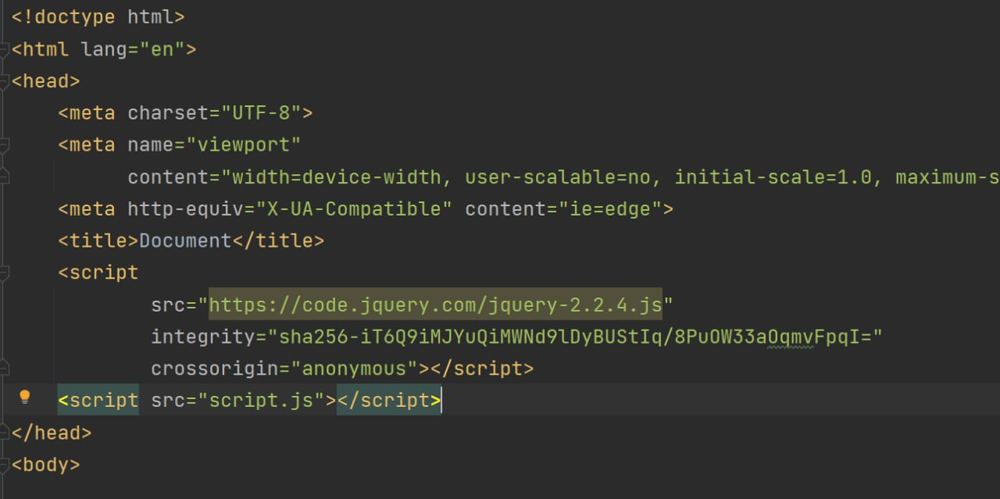 <!doctype html>
<html lang="en">
<head>
    <meta charset="UTF-8">
    <meta name="viewport"
          content="width=device-width, user-scalable=no, initial-scale=1.0, maximum-s
    <meta http-equiv="X-UA-Compatible" content="ie=edge">
    <title>Document</title>
    <script
            src="https://code.jquery.com/jquery-2.2.4.js"
            integrity="sha256-iT6Q9iMJYuQiMWNd9lDyBUStIq/8PuOW33aOqmvFpqI="
            crossorigin="anonymous"></script>
    <script src="script.js"></script>
</head>
<body>